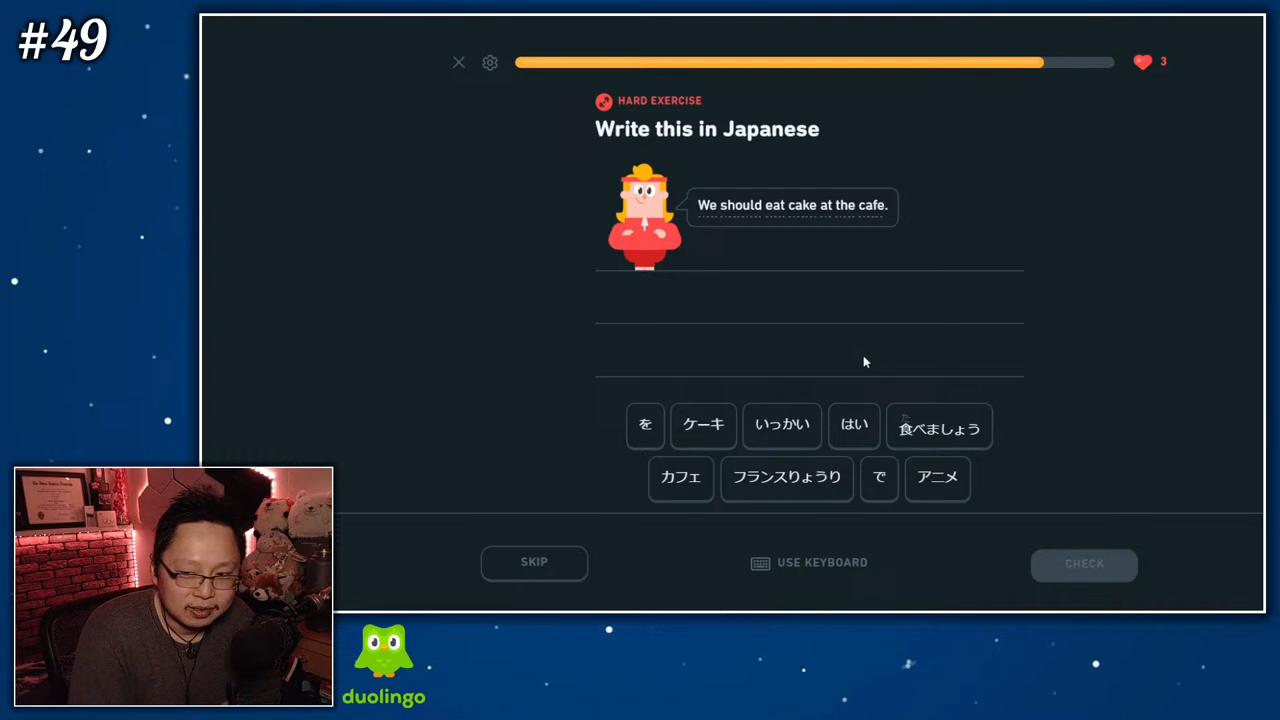 #49
3
HARD EXERCISE
Write this in Japanese
We should eat cake at the cafe.
を ケーキ いっかい はい 食べましょう
カフェ フランスりょうり で アニメ
SKIP USE KEYBOARD CHECK
duolingo